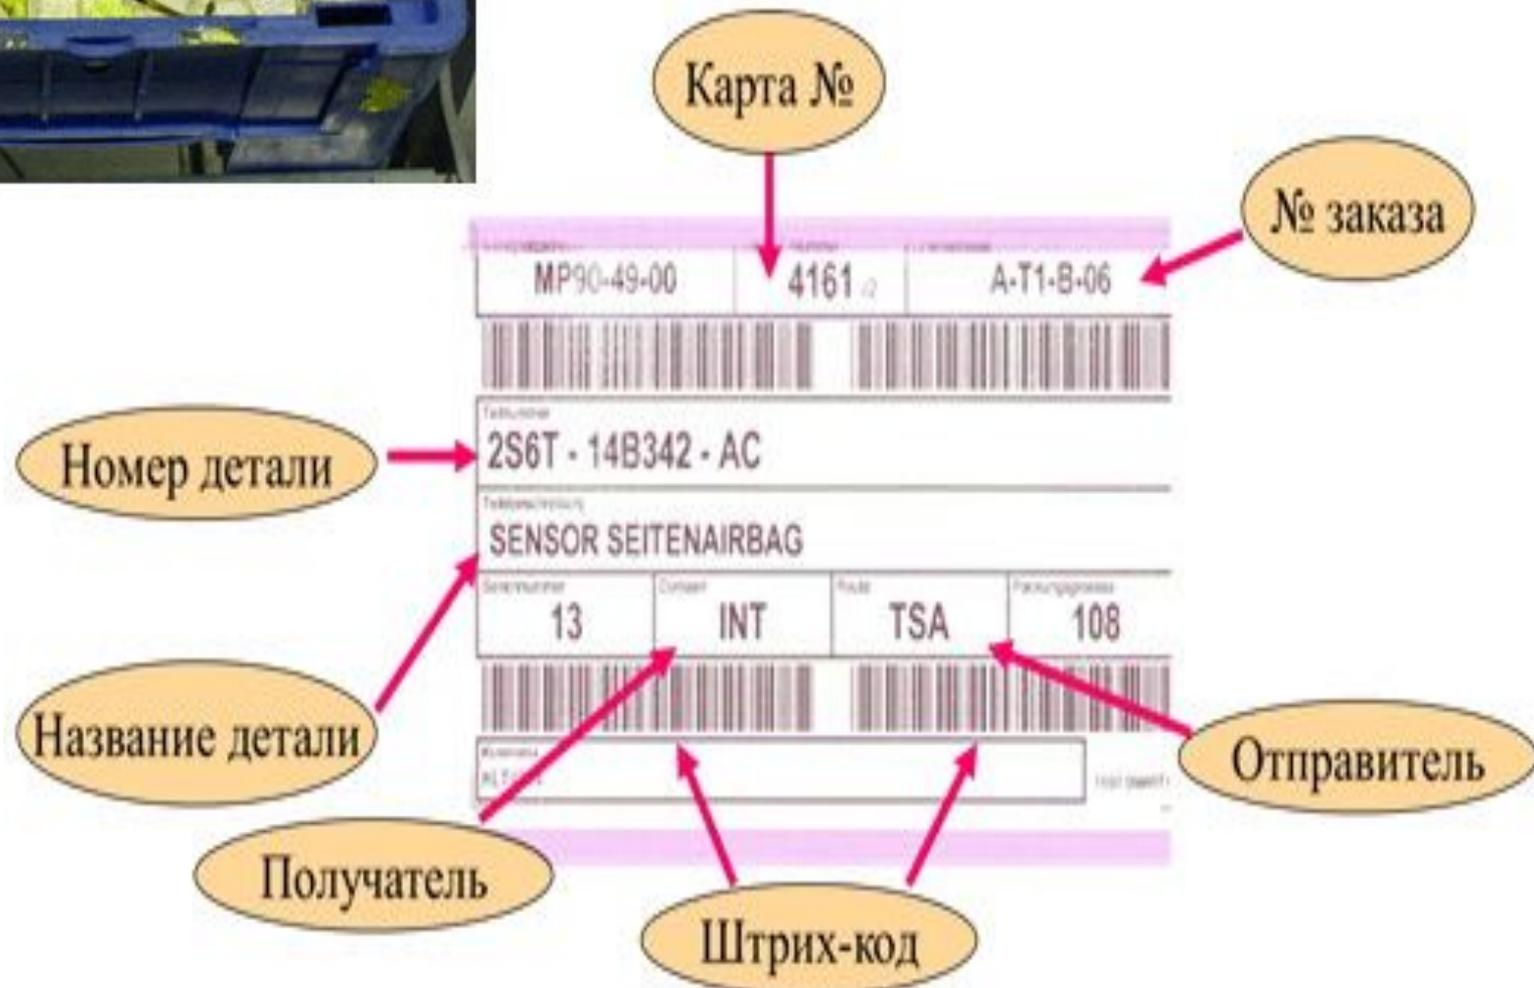 Карта №
№ заказа
MP90-49-00
4161
A-T1-B-06
Номер детали
2S6T - 14B342 - AC
SENSOR SEITENAIRBAG
13
INT
Route
TSA
108
Название детали
Отправитель
Получатель
Штрих-код